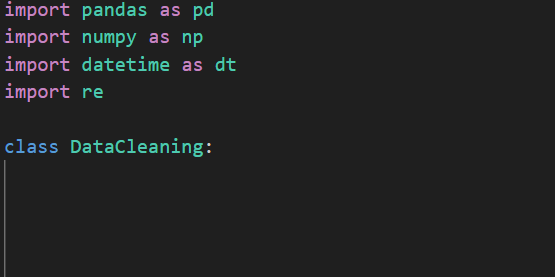 import pandas as pd
import numpy as np
import datetime as dt
import re
class DataCleaning: